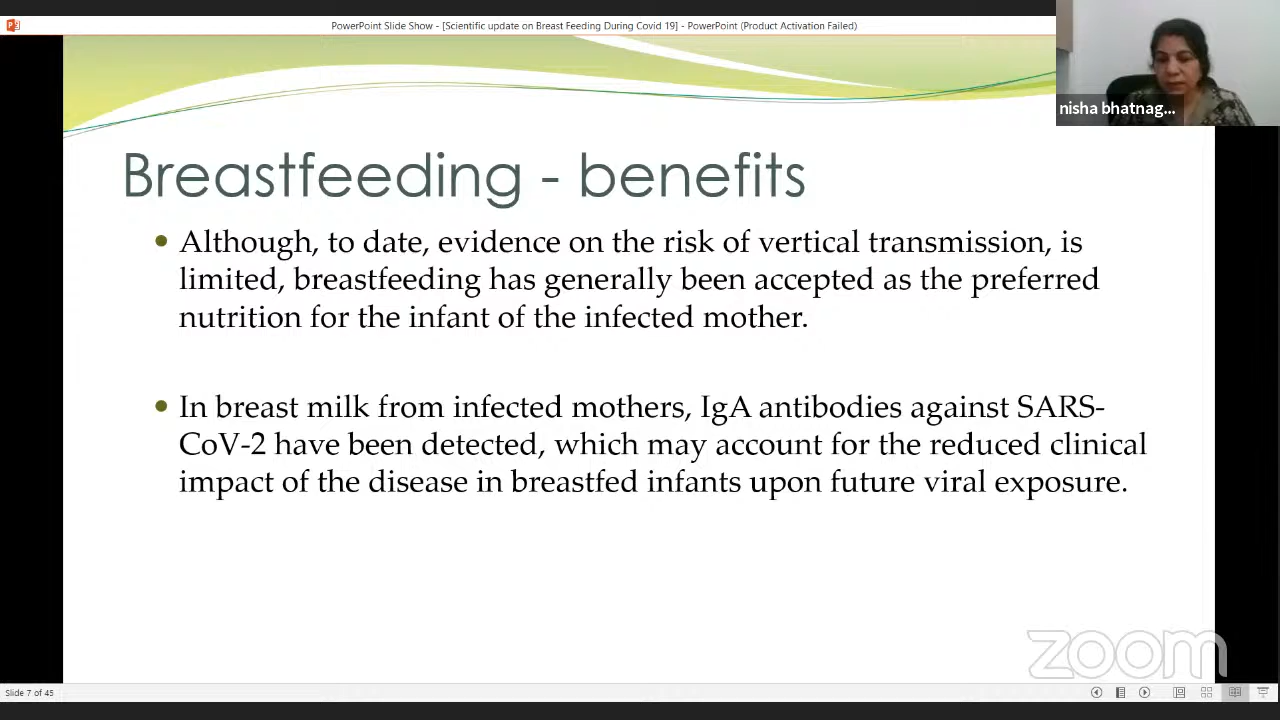 PowerPoint Slide Show - [Scientific update on Breast Feeding During Covid 19] - PowerPoint (Product Activation Failed)
nisha bhatnag...
Breastfeeding - benefits
• Although, to date, evidence on the risk of vertical transmission, is
limited, breastfeeding has generally been accepted as the preferred
nutrition for the infant of the infected mother.
• In breast milk from infected mothers, IgA antibodies against SARS-
CoV-2 have been detected, which may account for the reduced clinical
impact of the disease in breastfed infants upon future viral exposure.
zoom
Slide 7 of 45